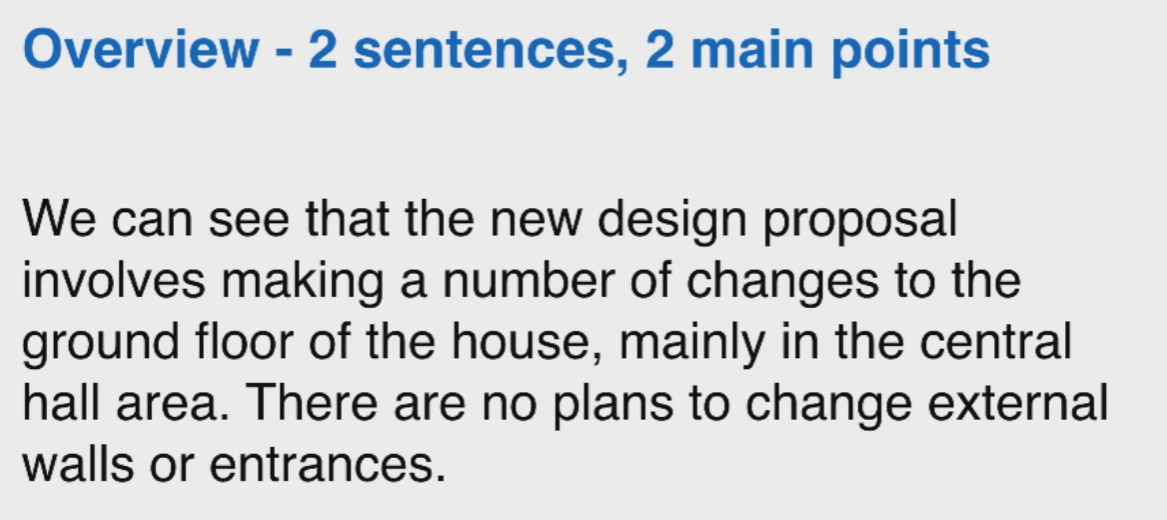 Overview - 2 sentences, 2 main points
We can see that the new design proposal
involves making a number of changes to the
ground floor of the house, mainly in the central
hall area. There are no plans to change external
walls or entrances.